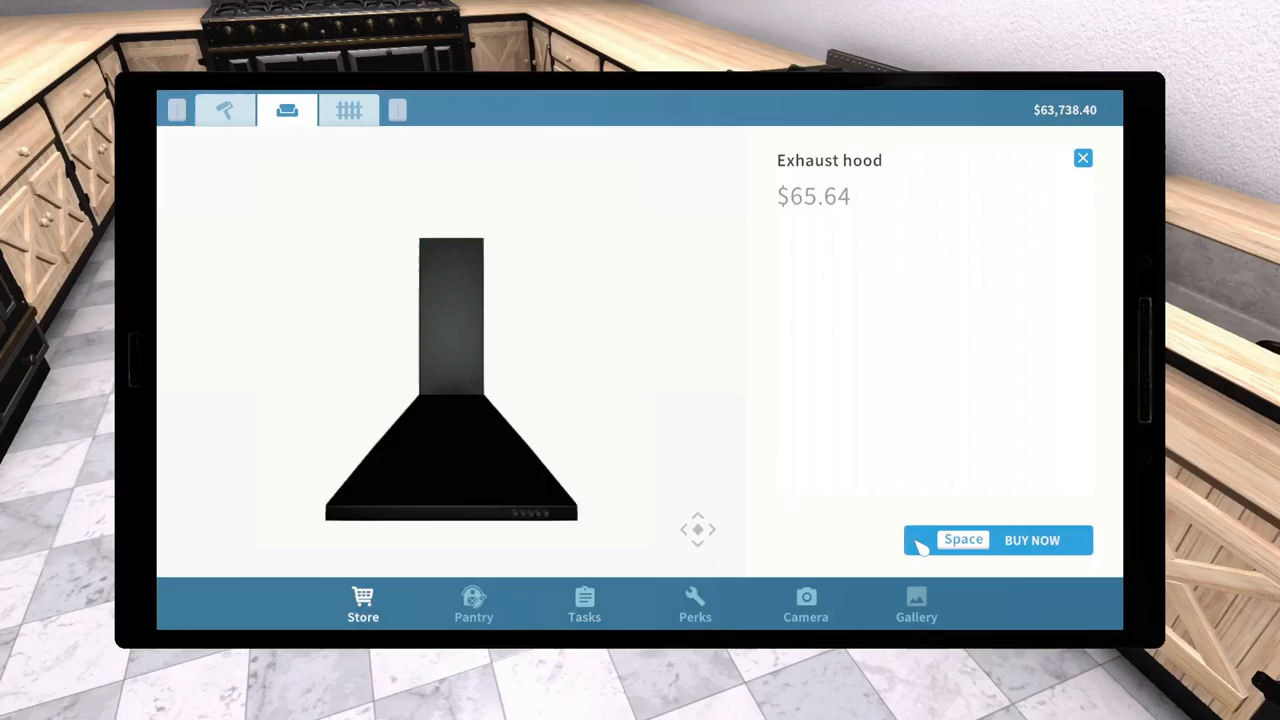 $63,738.40
Exhaust hood
$65.64
Space BUY NOW
Store Pantry Tasks Perks Camera Gallery